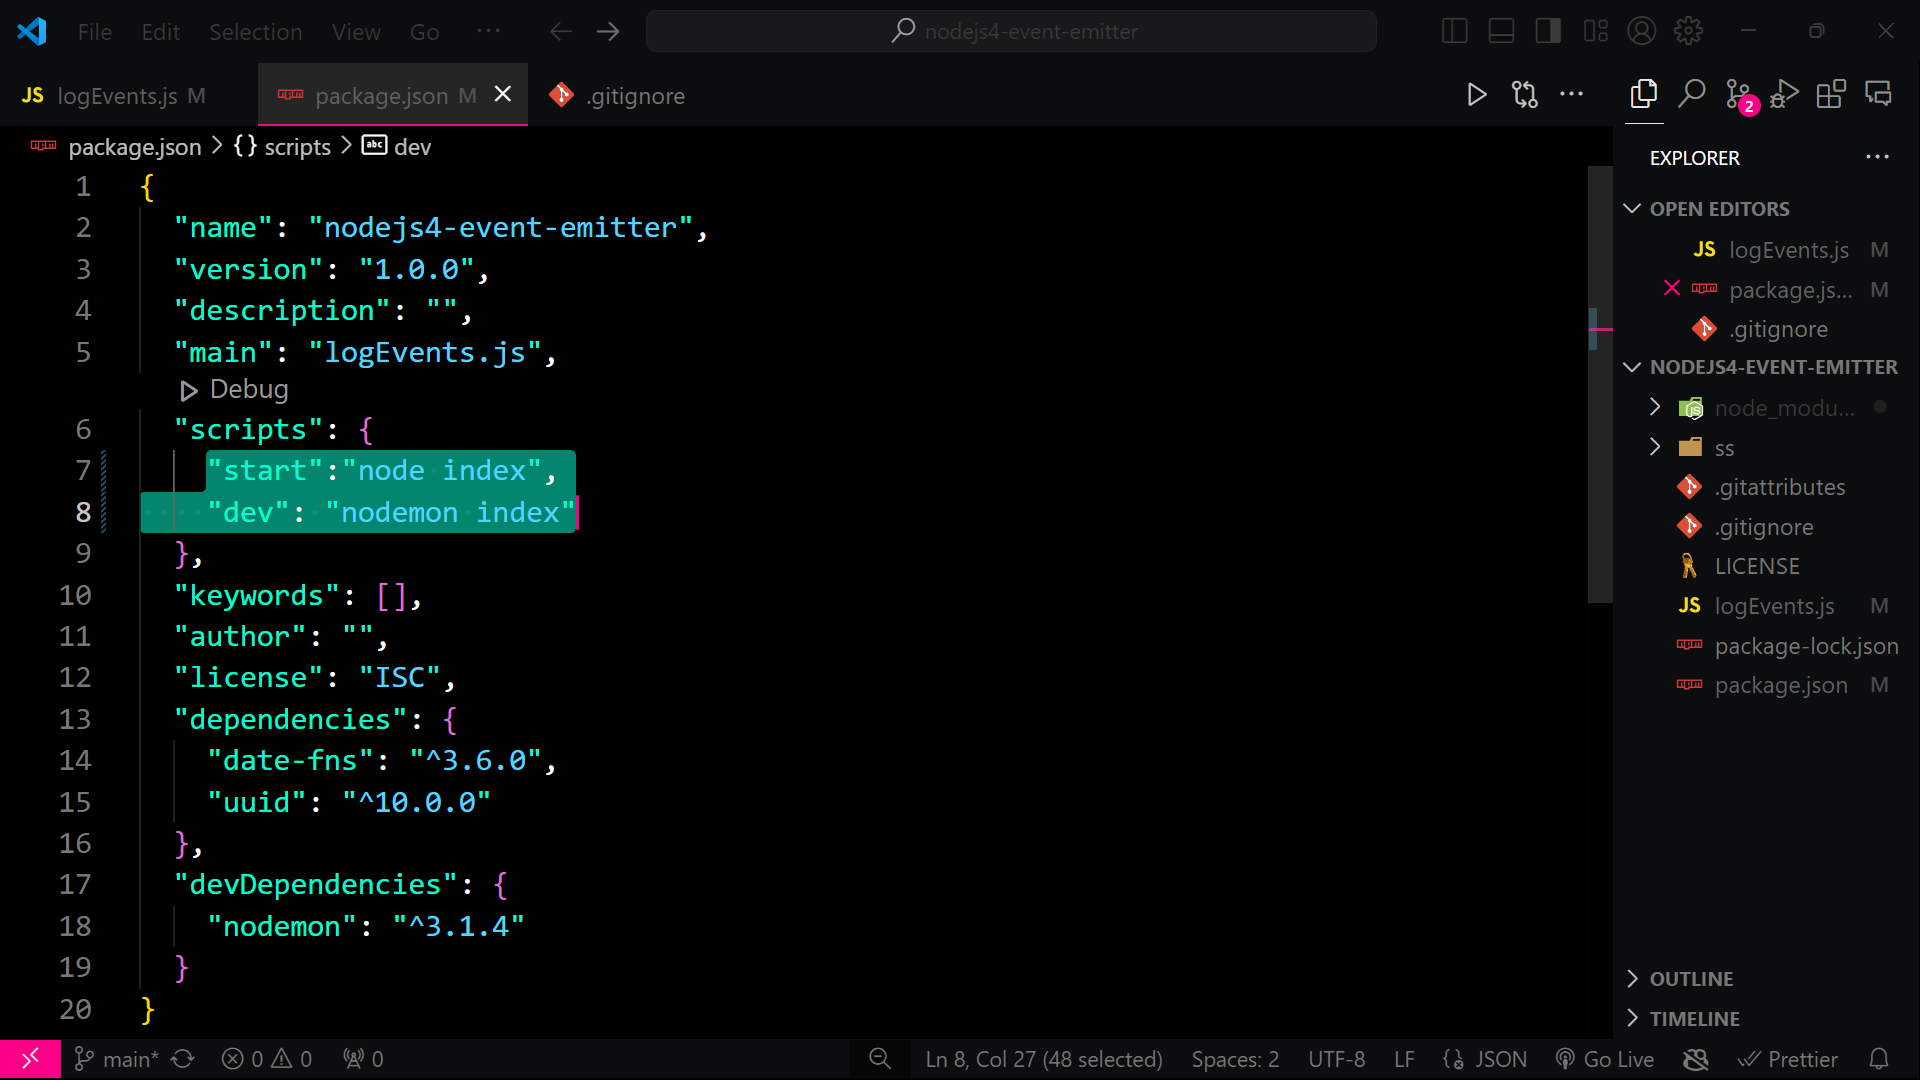 File Edit Selection View Go ··· nodejs4-event-emitter
JS logEvents.js M package.json M .gitignore
package.json > {} scripts > abc dev
1 {
2 "name": "nodejs4-event-emitter",
3 "version": "1.0.0",
4 "description": "",
5 "main": "logEvents.js",
Debug
6 "scripts": {
7 "start":"node index",
8 "dev": "nodemon index"
9 },
10 "keywords": [],
11 "author": "",
12 "license": "ISC",
13 "dependencies": {
14 "date-fns": "^3.6.0",
15 "uuid": "^10.0.0"
16 },
17 "devDependencies": {
18 "nodemon": "^3.1.4"
19 }
20 }
2
EXPLORER ···
OPEN EDITORS
JS logEvents.js M
package.js... M
.gitignore
NODEJS4-EVENT-EMITTER
node_modu...
ss
.gitattributes
.gitignore
LICENSE
JS logEvents.js M
package-lock.json
package.json M
OUTLINE
TIMELINE
main* 0 0 0 Ln 8, Col 27 (48 selected) Spaces: 2 UTF-8 LF {} JSON Go Live Prettier